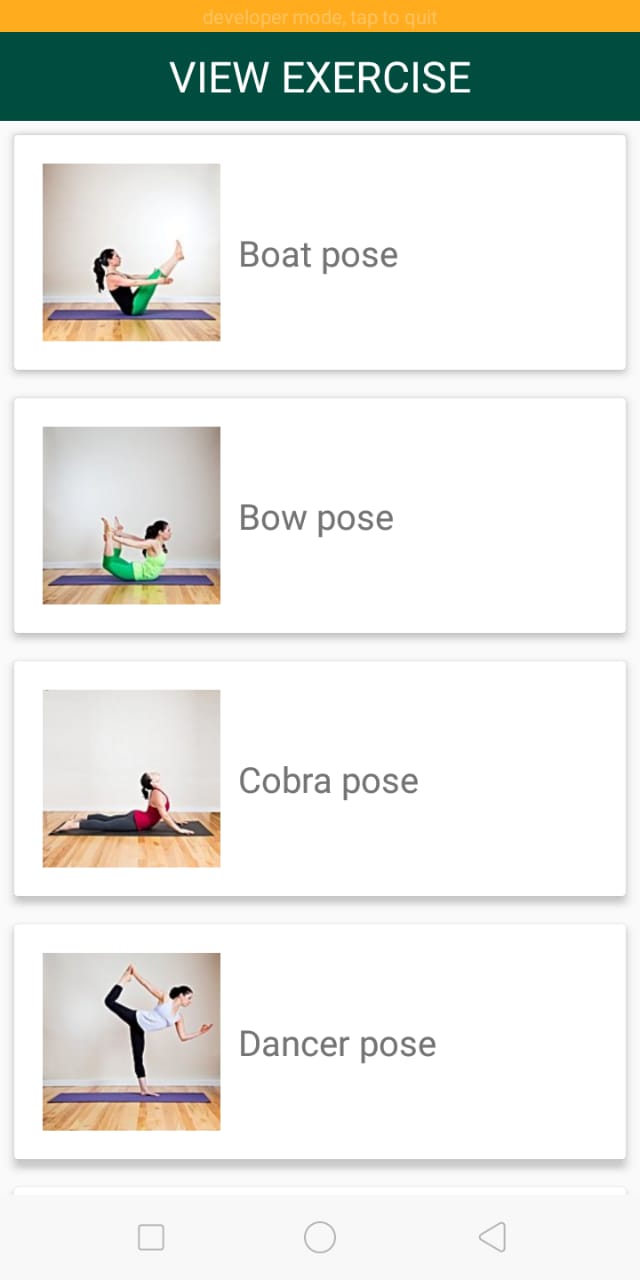 developer mode, tap to quit
VIEW EXERCISE
Boat pose
Bow pose
Cobra pose
Dancer pose